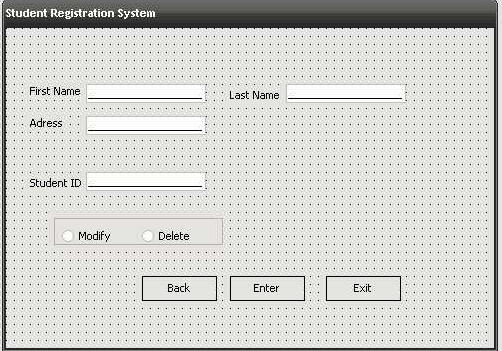 Student Registration System
First Name
Last Name
Adress
Student ID
Modify Delete
Back Enter Exit